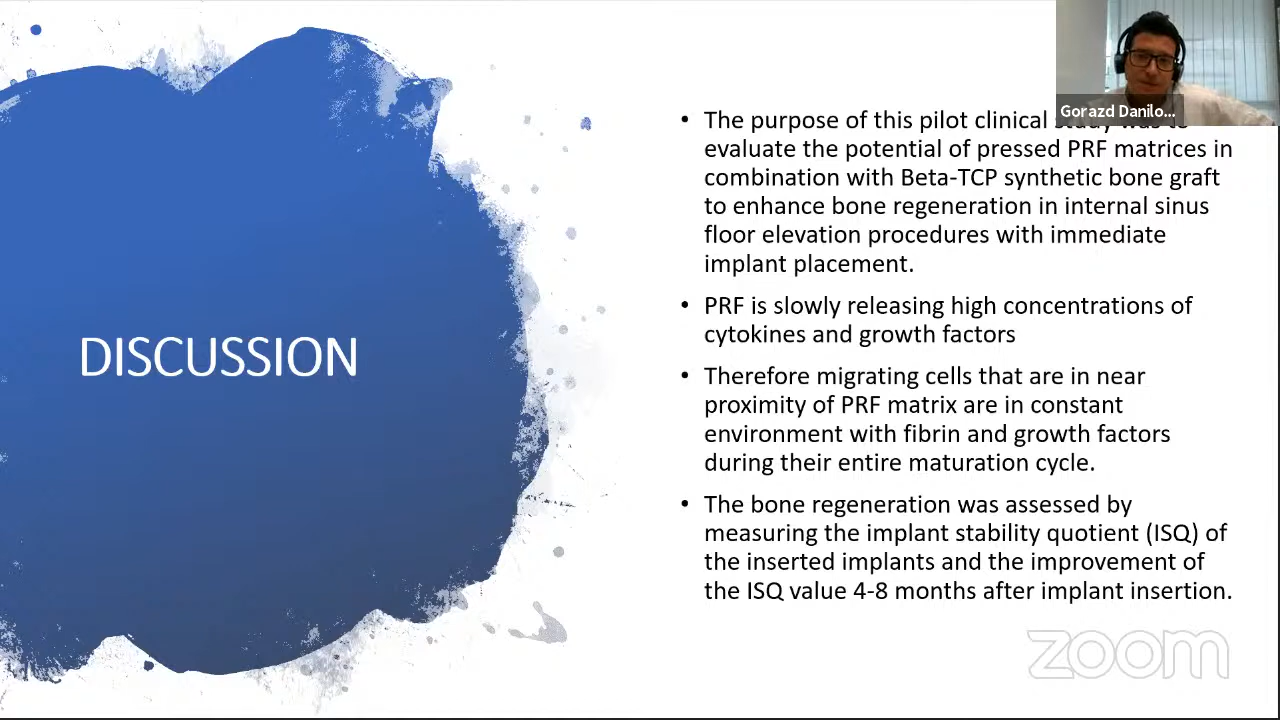 Gorazd Danilo...
DISCUSSION
• The purpose of this pilot clinical study was to
evaluate the potential of pressed PRF matrices in
combination with Beta-TCP synthetic bone graft
to enhance bone regeneration in internal sinus
floor elevation procedures with immediate
implant placement.
• PRF is slowly releasing high concentrations of
cytokines and growth factors
• Therefore migrating cells that are in near
proximity of PRF matrix are in constant
environment with fibrin and growth factors
during their entire maturation cycle.
• The bone regeneration was assessed by
measuring the implant stability quotient (ISQ) of
the inserted implants and the improvement of
the ISQ value 4-8 months after implant insertion.
zoom